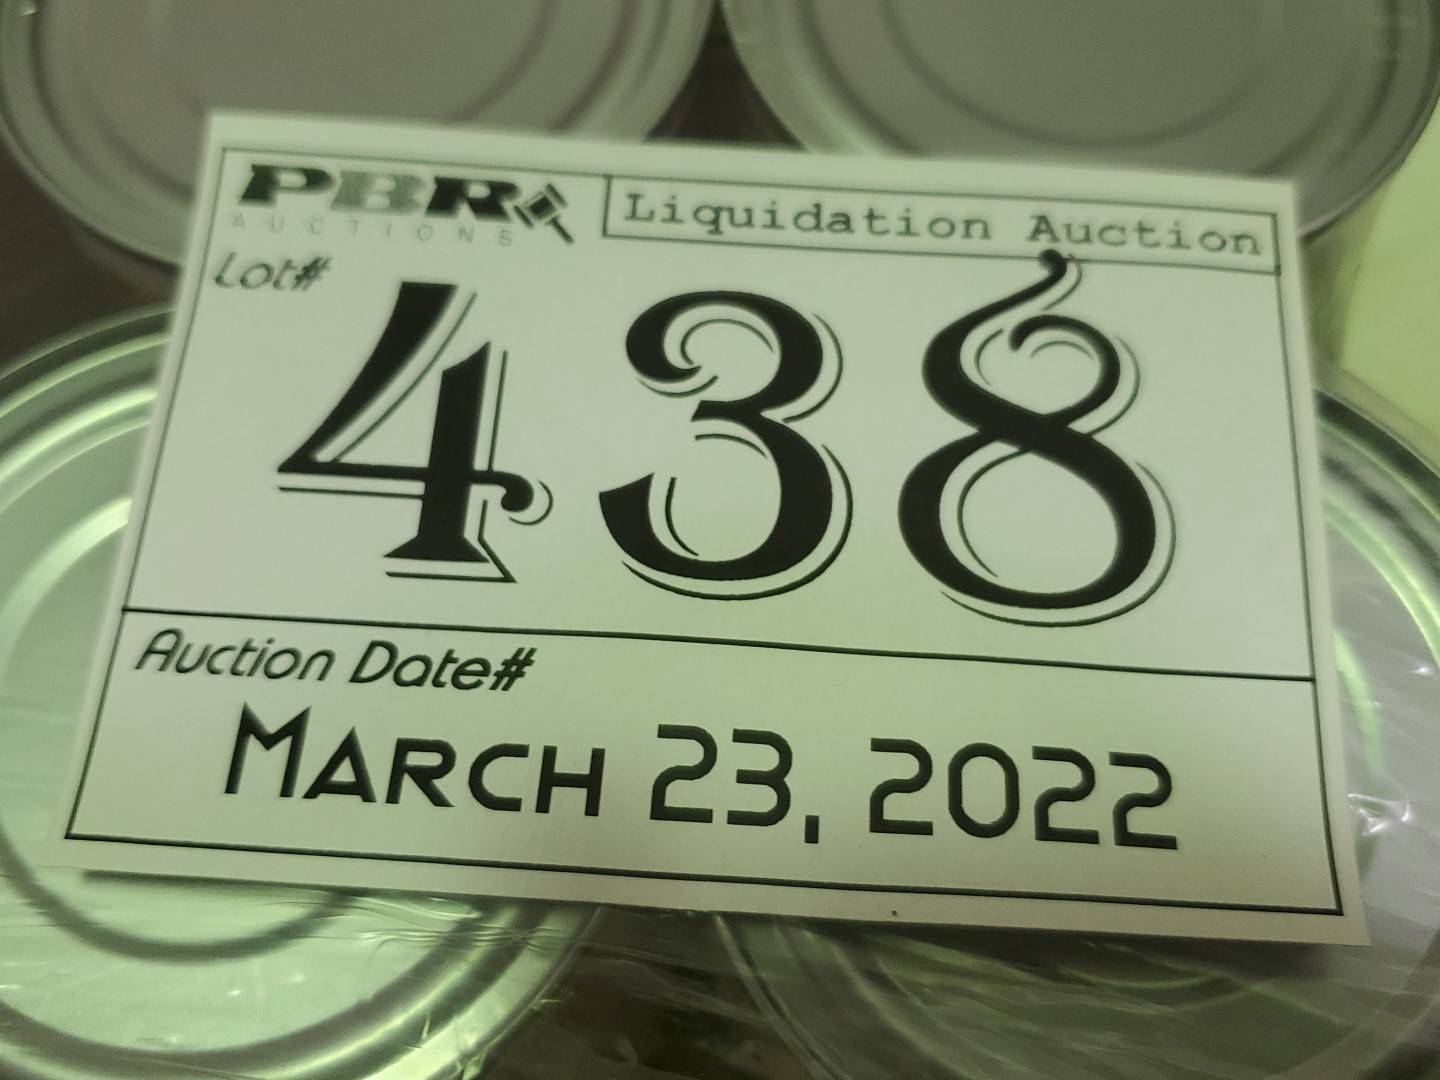 PBR
AUCTIONS
Liquidation Auction
Lot#
438
Auction Date#
MARCH 23, 2022